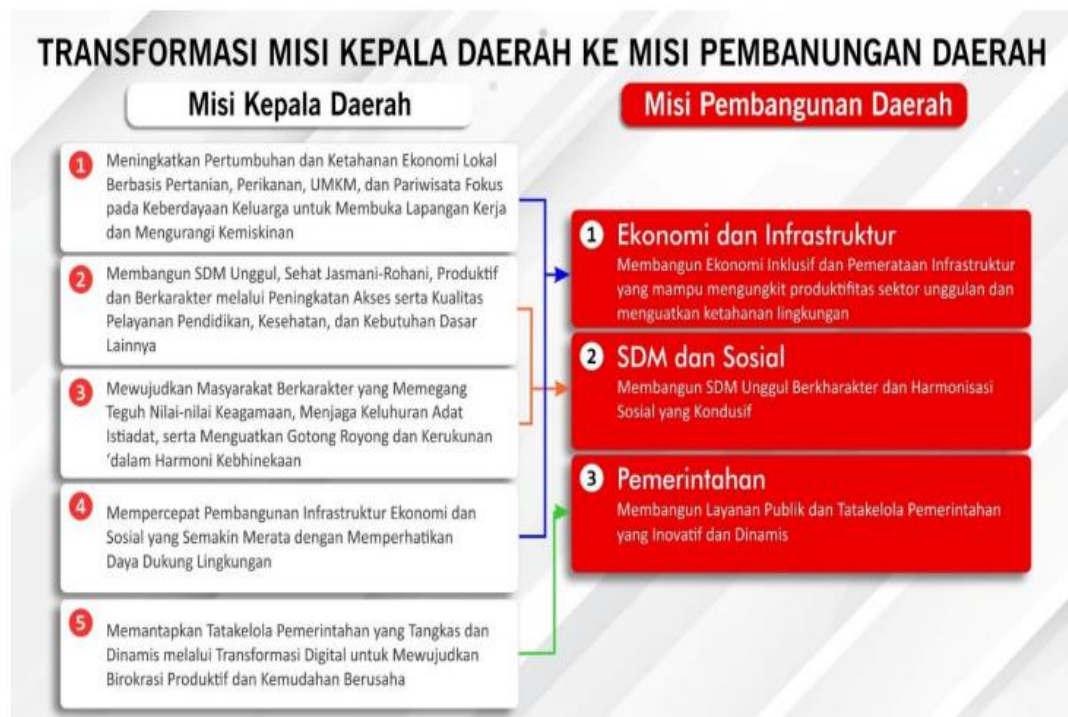 TRANSFORMASI MISI KEPALA DAERAH KE MISI PEMBANUNGAN DAERAH
Misi Kepala Daerah
1
Meningkatkan Pertumbuhan dan Ketahanan Ekonomi Lokal
Berbasis Pertanian, Perikanan, UMKM, dan Pariwisata Fokus
pada Keberdayaan Keluarga untuk Membuka Lapangan Kerja
dan Mengurangi Kemiskinan
2
Membangun SDM Unggul, Sehat Jasmani-Rohani, Produktif
dan Berkarakter melalui Peningkatan Akses serta Kualitas
Pelayanan Pendidikan, Kesehatan, dan Kebutuhan Dasar
Lainnya
3
Mewujudkan Masyarakat Berkarakter yang Memegang
Teguh Nilai-nilai Keagamaan, Menjaga Keluhuran Adat
Istiadat, serta Menguatkan Gotong Royong dan Kerukunan
‘dalam Harmoni Kebhinekaan
4
Mempercepat Pembangunan Infrastruktur Ekonomi dan
Sosial yang Semakin Merata dengan Memperhatikan
Daya Dukung Lingkungan
5
Memantapkan Tatakelola Pemerintahan yang Tangkas dan
Dinamis melalui Transformasi Digital untuk Mewujudkan
Birokrasi Produktif dan Kemudahan Berusaha
Misi Pembangunan Daerah
1 Ekonomi dan Infrastruktur
Membangun Ekonomi Inklusif dan Pemerataan Infrastruktur
yang mampu mengungkit produktifitas sektor unggulan dan
menguatkan ketahanan lingkungan
2 SDM dan Sosial
Membangun SDM Unggul Berkharakter dan Harmonisasi
Sosial yang Kondusif
3 Pemerintahan
Membangun Layanan Publik dan Tatakelola Pemerintahan
yang Inovatif dan Dinamis